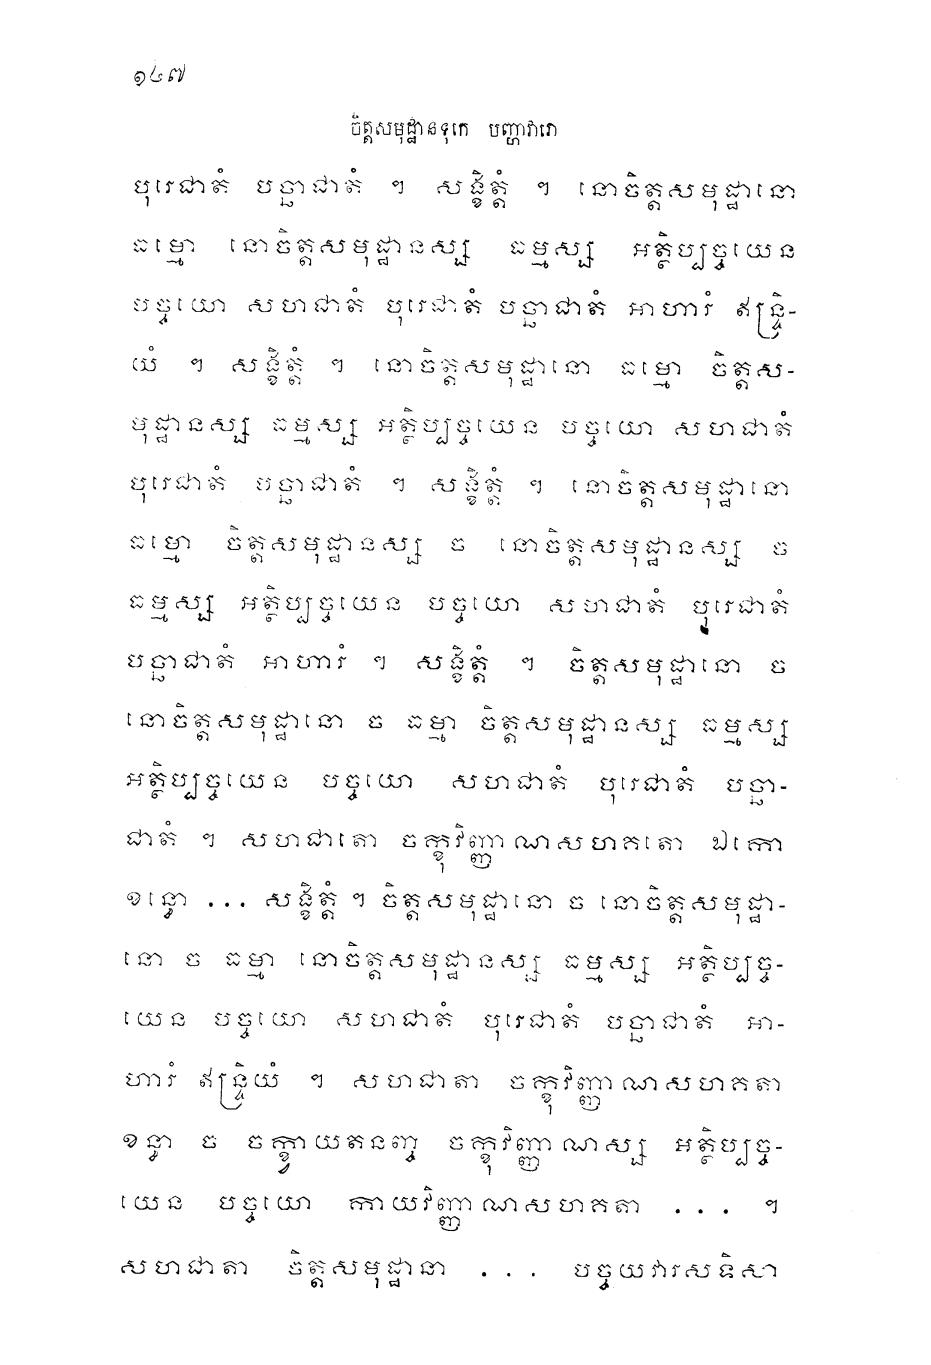 ១៤៧
ចិត្តសមុដ្ឋានទុកេ បញ្ហាវារោ
បុរេជាតំ បច្ឆាជាតំ ។ សង្ខិត្តំ ។ នោចិត្តសមុដ្ឋានោ
ធម្មោ នោចិត្តសមុដ្ឋានស្ស ធម្មស្ស អត្ថិប្បច្ចយេន
បច្ចយោ សហជាតំ បុរេជាតំ បច្ឆាជាតំ អាហារំ ឥន្ទ្រិ-
យំ ។ សង្ខិត្តំ ។ នោចិត្តសមុដ្ឋានោ ធម្មោ ចិត្តស-
មុដ្ឋានស្ស ធម្មស្ស អត្ថិប្បច្ចយេន បច្ចយោ សហជាតំ
បុរេជាតំ បច្ឆាជាតំ ។ សង្ខិត្តំ ។ នោចិត្តសមុដ្ឋានោ
ធម្មោ ចិត្តសមុដ្ឋានស្ស ច នោចិត្តសមុដ្ឋានស្ស ច
ធម្មស្ស អត្ថិប្បច្ចយេន បច្ចយោ សហជាតំ បុរេជាតំ
បច្ឆាជាតំ អាហារំ ។ សង្ខិត្តំ ។ ចិត្តសមុដ្ឋានោ ច
នោចិត្តសមុដ្ឋានោ ច ធម្មា ចិត្តសមុដ្ឋានស្ស ធម្មស្ស
អត្ថិប្បច្ចយេន បច្ចយោ សហជាតំ បុរេជាតំ បច្ឆា-
ជាតំ ។ សហជាតោ ចក្ខុវិញ្ញាណសហគតោ ឯកោ
ខន្ធោ ... សង្ខិត្តំ ។ ចិត្តសមុដ្ឋានោ ច នោចិត្តសមុដ្ឋា-
នោ ច ធម្មា នោចិត្តសមុដ្ឋានស្ស ធម្មស្ស អត្ថិប្បច្ច-
យេន បច្ចយោ សហជាតំ បុរេជាតំ បច្ឆាជាតំ អា-
ហារំ ឥន្ទ្រិយំ ។ សហជាតា ចក្ខុវិញ្ញាណសហគតា
ខន្ធា ច ចក្ខ្វាយតនញ្ច ចក្ខុវិញ្ញាណស្ស អត្ថិប្បច្ច-
យេន បច្ចយោ កាយវិញ្ញាណសហគតា ... ។
សហជាតា ចិត្តសមុដ្ឋានា ... បច្ចយវារសទិសា